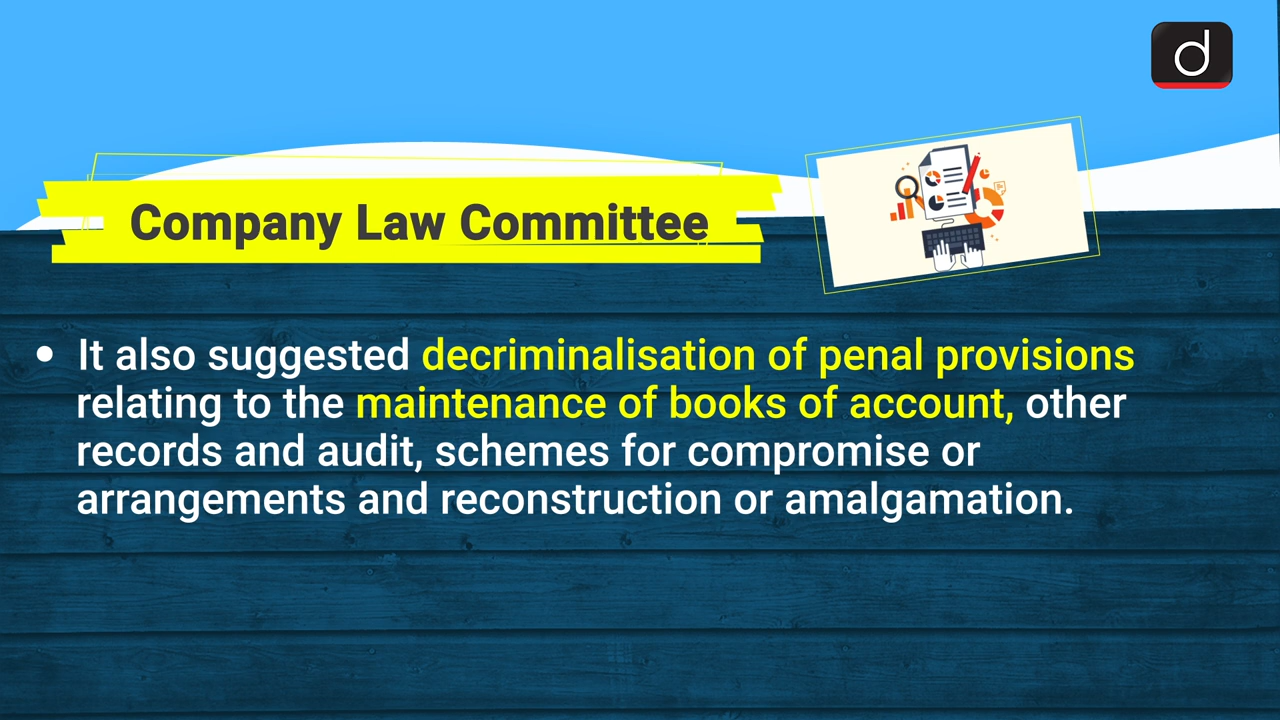 d
Company Law Committee
• It also suggested decriminalisation of penal provisions
relating to the maintenance of books of account, other
records and audit, schemes for compromise or
arrangements and reconstruction or amalgamation.